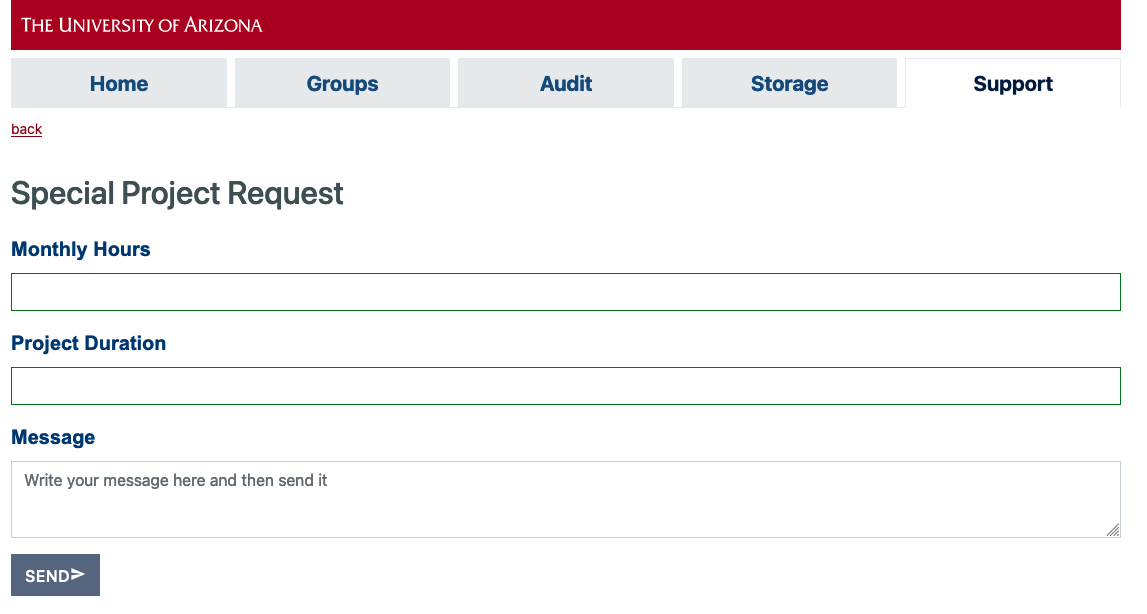 THE UNIVERSITY OF ARIZONA
Home Groups Audit Storage Support
back
Special Project Request
Monthly Hours
Project Duration
Message
Write your message here and then send it
SEND